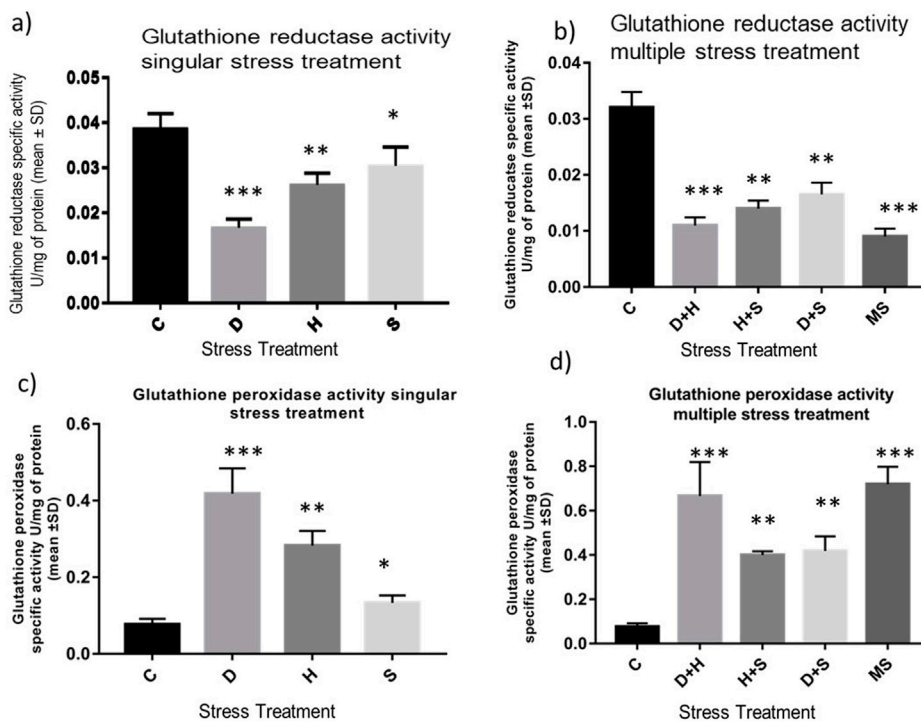 a)
Glutathione reductase activity
singular stress treatment
Glutathione reductase specific activity
U/mg of protein (mean ± SD)
0.04
0.03
0.02
0.01
0.00
***
**
*
C
D
H
S
Stress Treatment
b)
Glutathione reductase activity
multiple stress treatment
Glutathione reducatse specific activity
U/mg of protein (mean ±SD)
0.04
0.03
0.01
0.01
0.00
***
**
**
***
C
D+H
H+S
D+S
MS
Stress Treatment
c)
Glutathione peroxidase activity singular
stress treatment
Glutathione peroxidase
specific activity U/mg of protein
(mean ±SD)
0.6
0.4
0.2
0.0
***
**
*
C
D
H
S
Stress Treatment
d)
Glutathione peroxidase activity
multiple stress treatment
Glutathione peroxidase
specific activity U/mg of protein
(mean ±SD)
1.0
0.8
0.6
0.4
0.2
0.0
***
**
**
***
C
D+H
H+S
D+S
MS
Stress Treatment